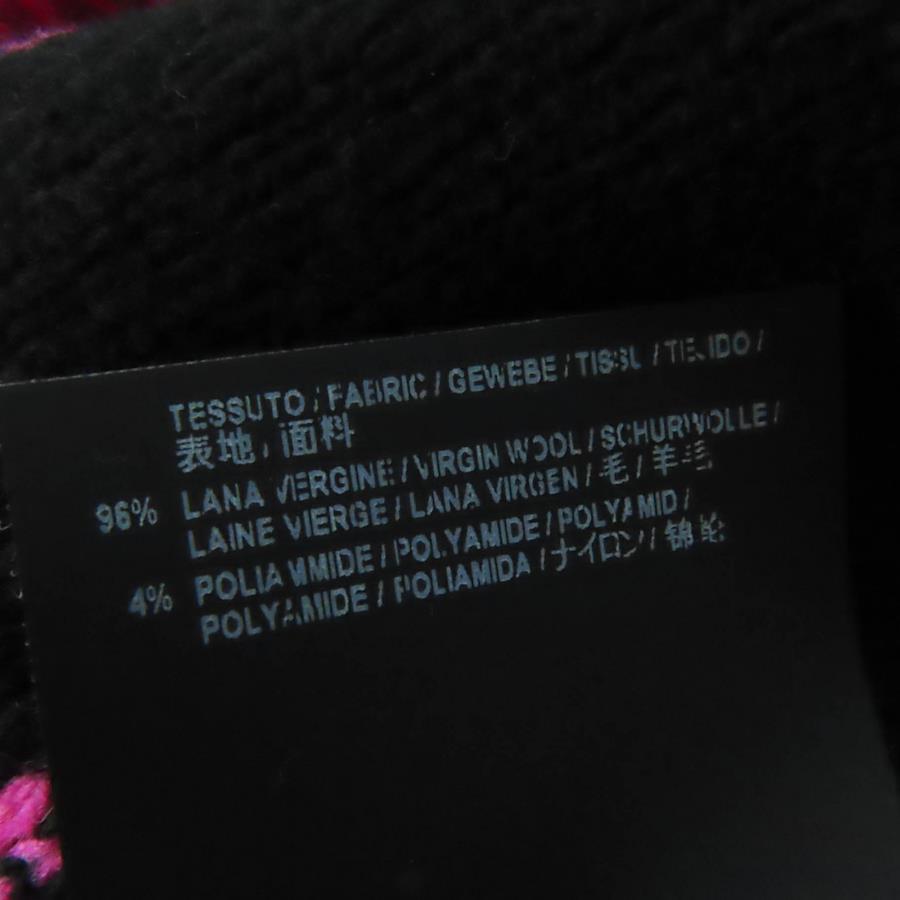 TESSUTO / FABRIC / GEWEBE / TISSU / TEJIDO /
表地 / 面料
96% LANA VERGINE / VIRGIN WOOL / SCHURWOLLE /
LAINE VIERGE / LANA VIRGEN / 毛 / 羊毛
4% POLIAMMIDE / POLYAMIDE / POLYAMID /
POLYAMIDE / POLIAMIDA / ナイロン / 锦纶